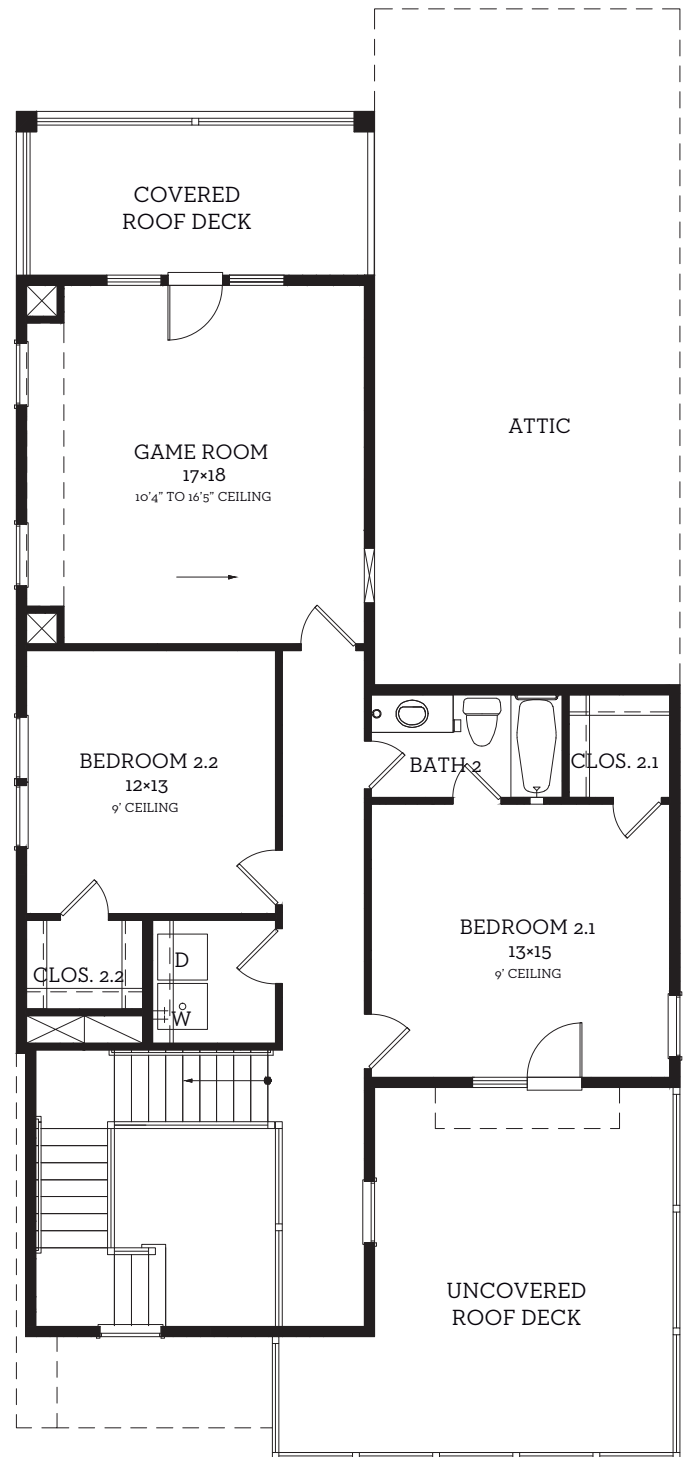 COVERED
ROOF DECK
ATTIC
GAME ROOM
17×18
10'4" TO 16'5" CEILING
BEDROOM 2.2
12×13
9' CEILING
BATH 2
CLOS. 2.1
BEDROOM 2.1
13×15
9' CEILING
D
CLOS. 2.2
W
UNCOVERED
ROOF DECK